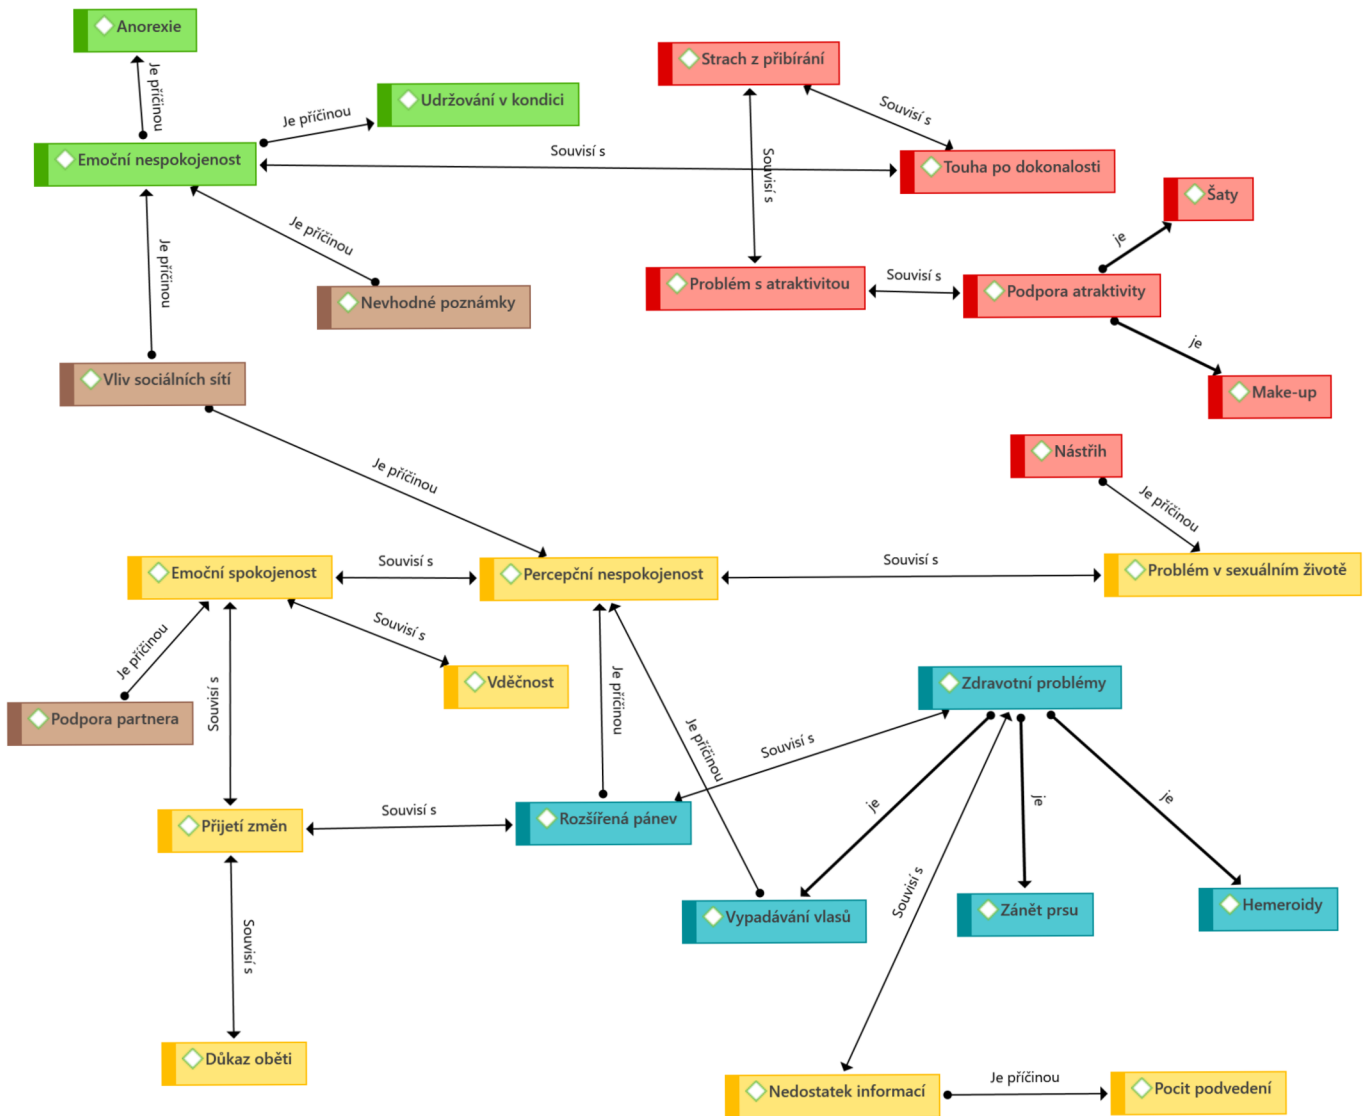 Anorexie
Je příčinou
Strach z přibírání
Udržování v kondici
Je příčinou
Souvisí s
Emoční nespokojenost
Souvisí s
Souvisí s
Touha po dokonalosti
Šaty
Je příčinou
Je příčinou
je
Nevhodné poznámky
Problém s atraktivitou
Souvisí s
Podpora atraktivity
je
Vliv sociálních sítí
Make-up
Je příčinou
Nástřih
Je příčinou
Emoční spokojenost
Souvisí s
Percepční nespokojenost
Souvisí s
Problém v sexuálním životě
Je příčinou
Souvisí s
Souvisí s
Vděčnost
Je příčinou
Je příčinou
Zdravotní problémy
Podpora partnera
Souvisí s
je
je
je
Přijetí změn
Souvisí s
Rozšířená pánev
Souvisí s
Vypadávání vlasů
Zánět prsu
Hemeroidy
Souvisí s
Důkaz oběti
Nedostatek informací
Je příčinou
Pocit podvedení